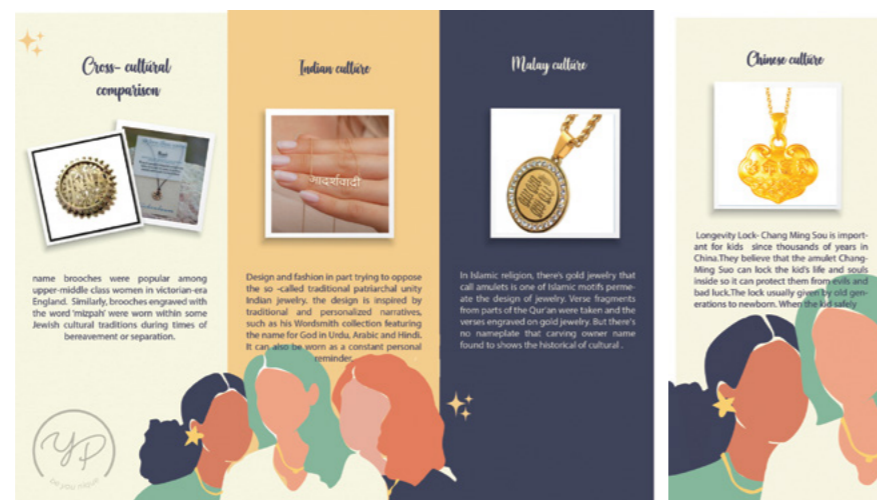 Cross- cultural
comparison
name brooches were popular among
upper-middle class women in victorian-era
England. Similarly, brooches engraved with
the word 'mizpah' were worn within some
Jewish cultural traditions during times of
bereavement or separation.
YP
be you nique
Indian culture
आदर्शवादी
Design and fashion in part trying to oppose
the so -called traditional patriarchal unity
Indian jewelry. the design is inspired by
traditional and personalized narratives,
such as his Wordsmith collection featuring
the name for God in Urdu, Arabic and Hindi.
It can also be worn as a constant personal
reminder.
Malay culture
In Islamic religion, there's gold jewelry that
call amulets is one of Islamic motifs perme-
ate the design of jewelry. Verse fragments
from parts of the Qur'an were taken and the
verses engraved on gold jewelry. But there's
no nameplate that carving owner name
found to shows the historical of cultural .
Chinese culture
Longevity Lock- Chang Ming Sou is import-
ant for kids since thousands of years in
China.They believe that the amulet Chang-
Ming Suo can lock the kid's life and souls
inside so it can protect them from evils and
bad luck.The lock usually given by old gen-
erations to newborn. When the kid safely